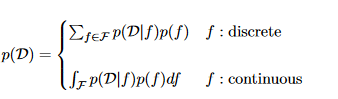 ∑_{f∈𝓕} p(𝒟|f)p(f)   f : discrete
p(𝒟) = {
∫_𝓕 p(𝒟|f)p(f)df   f : continuous